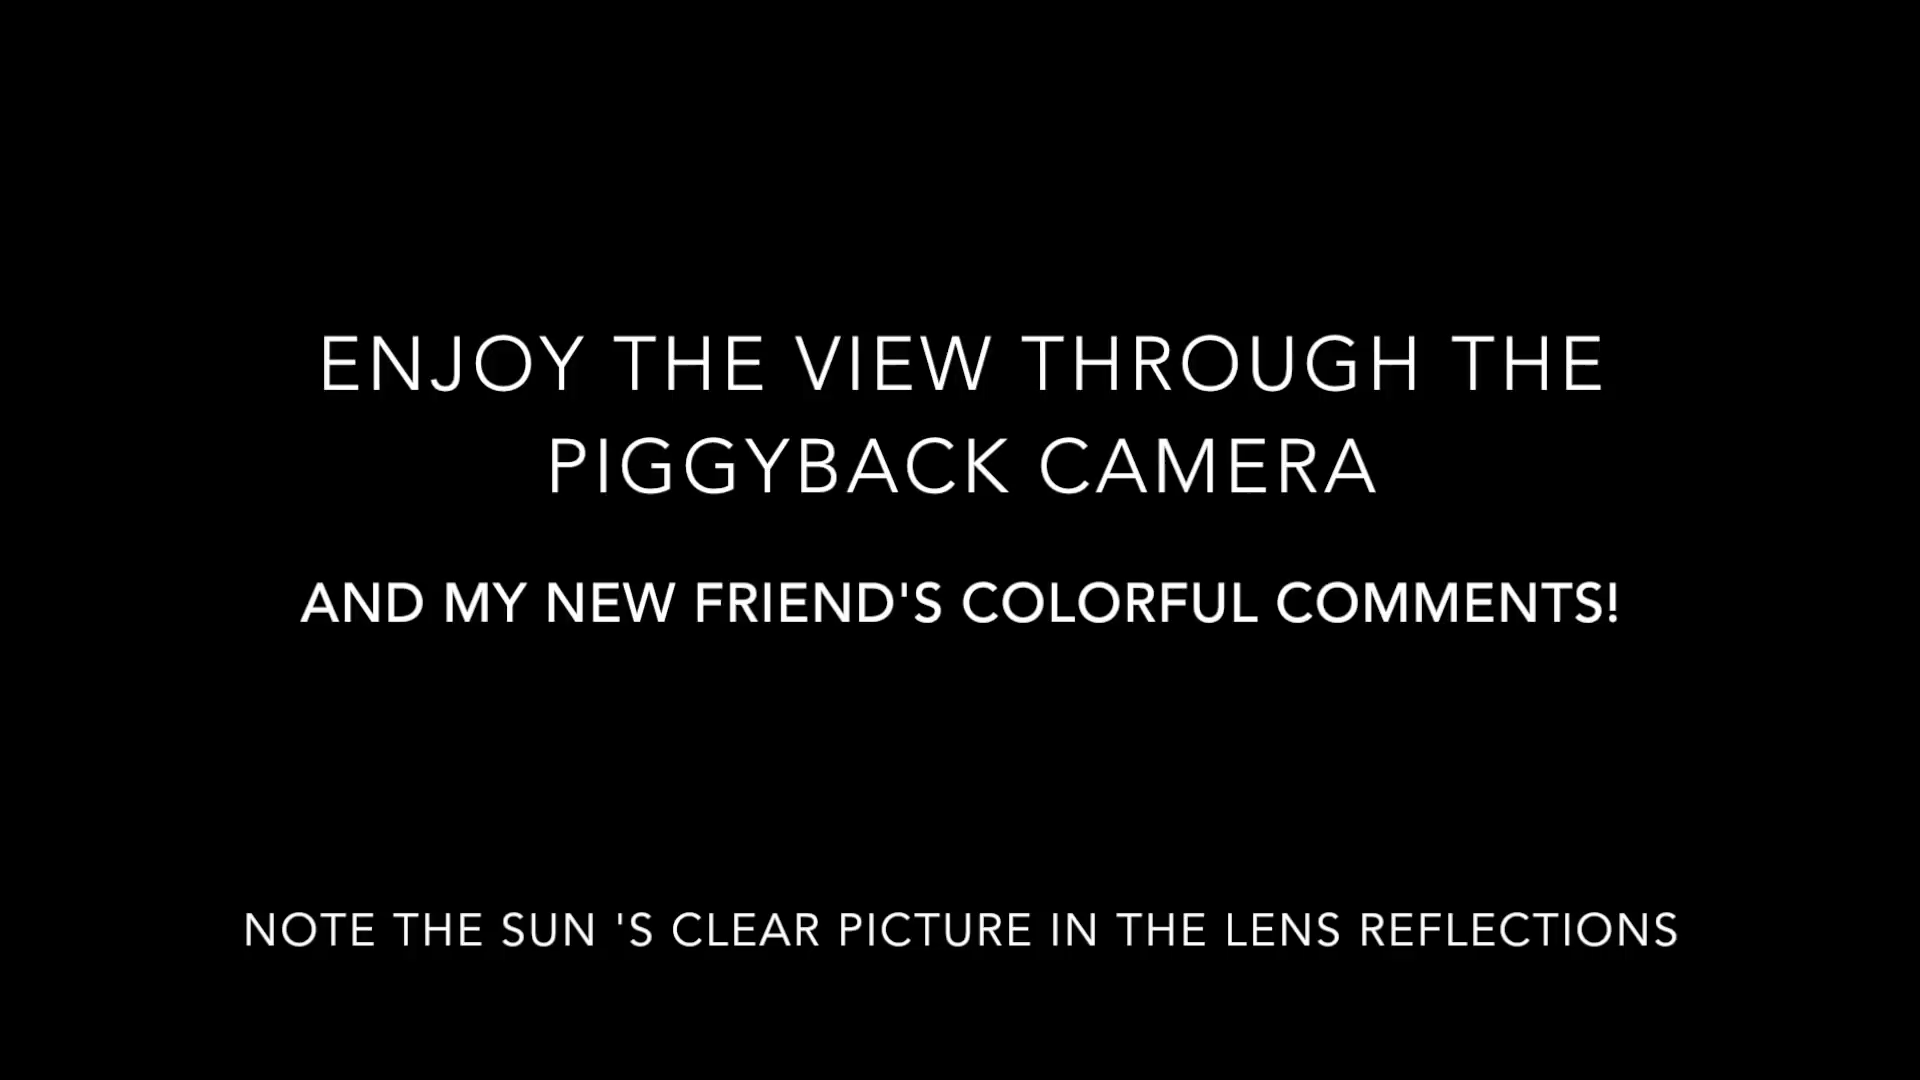 ENJOY THE VIEW THROUGH THE
PIGGYBACK CAMERA
AND MY NEW FRIEND'S COLORFUL COMMENTS!
NOTE THE SUN 'S CLEAR PICTURE IN THE LENS REFLECTIONS